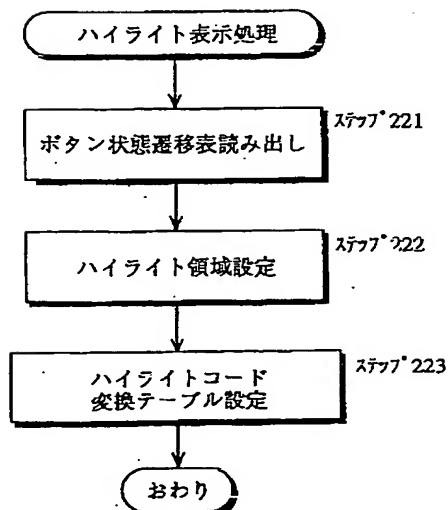 ハイライト表示処理
ステップ221
ボタン状態遷移表読み出し
ステップ222
ハイライト領域設定
ステップ223
ハイライトコード
変換テーブル設定
おわり